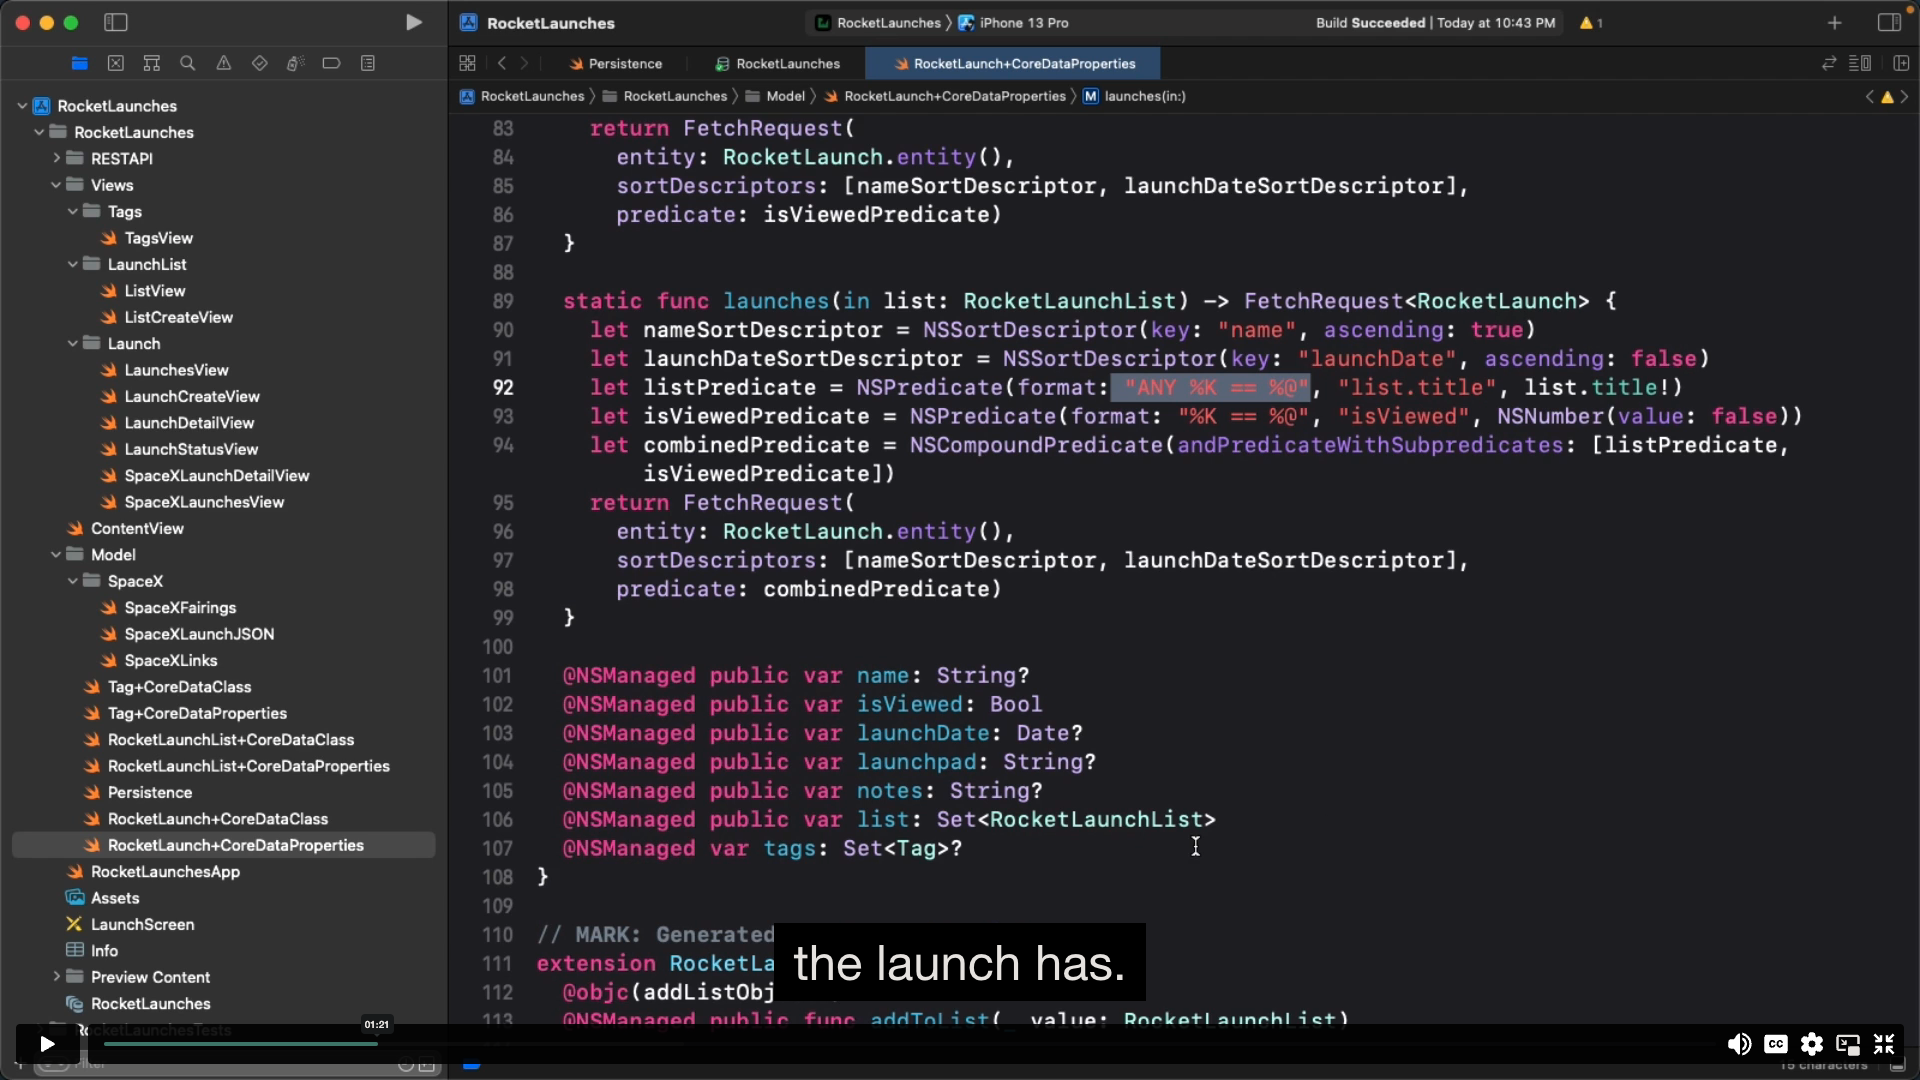 RocketLaunches
RocketLaunches
iPhone 13 Pro
Build Succeeded | Today at 10:43 PM
1
Persistence
RocketLaunches
RocketLaunch+CoreDataProperties
RocketLaunches
RocketLaunches
Model
RocketLaunch+CoreDataProperties
M launches(in:)
RocketLaunches
RocketLaunches
RESTAPI
Views
Tags
TagsView
LaunchList
ListView
ListCreateView
Launch
LaunchesView
LaunchCreateView
LaunchDetailView
LaunchStatusView
SpaceXLaunchDetailView
SpaceXLaunchesView
ContentView
Model
SpaceX
SpaceXFairings
SpaceXLaunchJSON
SpaceXLinks
Tag+CoreDataClass
Tag+CoreDataProperties
RocketLaunchList+CoreDataClass
RocketLaunchList+CoreDataProperties
Persistence
RocketLaunch+CoreDataClass
RocketLaunch+CoreDataProperties
RocketLaunchesApp
Assets
LaunchScreen
Info
Preview Content
RocketLaunches
RocketLaunchesTests
Filter
83 return FetchRequest(
84 entity: RocketLaunch.entity(),
85 sortDescriptors: [nameSortDescriptor, launchDateSortDescriptor],
86 predicate: isViewedPredicate)
87 }
88
89 static func launches(in list: RocketLaunchList) -> FetchRequest<RocketLaunch> {
90 let nameSortDescriptor = NSSortDescriptor(key: "name", ascending: true)
91 let launchDateSortDescriptor = NSSortDescriptor(key: "launchDate", ascending: false)
92 let listPredicate = NSPredicate(format: "ANY %K == %@", "list.title", list.title!)
93 let isViewedPredicate = NSPredicate(format: "%K == %@", "isViewed", NSNumber(value: false))
94 let combinedPredicate = NSCompoundPredicate(andPredicateWithSubpredicates: [listPredicate,
isViewedPredicate])
95 return FetchRequest(
96 entity: RocketLaunch.entity(),
97 sortDescriptors: [nameSortDescriptor, launchDateSortDescriptor],
98 predicate: combinedPredicate)
99 }
100
101 @NSManaged public var name: String?
102 @NSManaged public var isViewed: Bool
103 @NSManaged public var launchDate: Date?
104 @NSManaged public var launchpad: String?
105 @NSManaged public var notes: String?
106 @NSManaged public var list: Set<RocketLaunchList>
107 @NSManaged var tags: Set<Tag>?
108 }
109
110 // MARK: Generated
111 extension RocketLa
112 @objc(addListObj
113 @NSManaged public func addToList(_ value: RocketLaunchList)
the launch has.
01:21
CC
15 characters